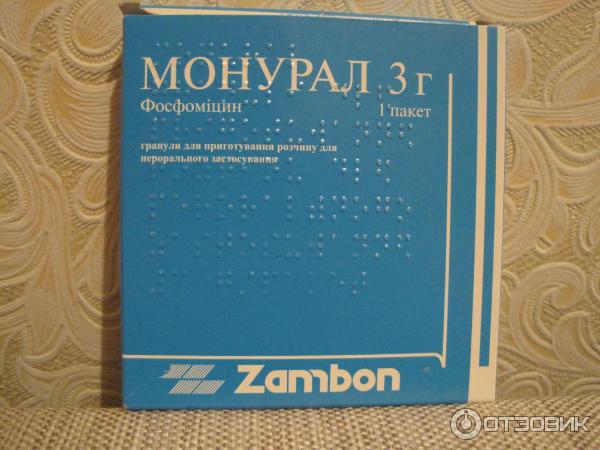 МОНУРАЛ 3 г
Фосфоміцин 1 пакет
гранули для приготування розчину для
перорального застосування
Zambon
ОТЗОВИК